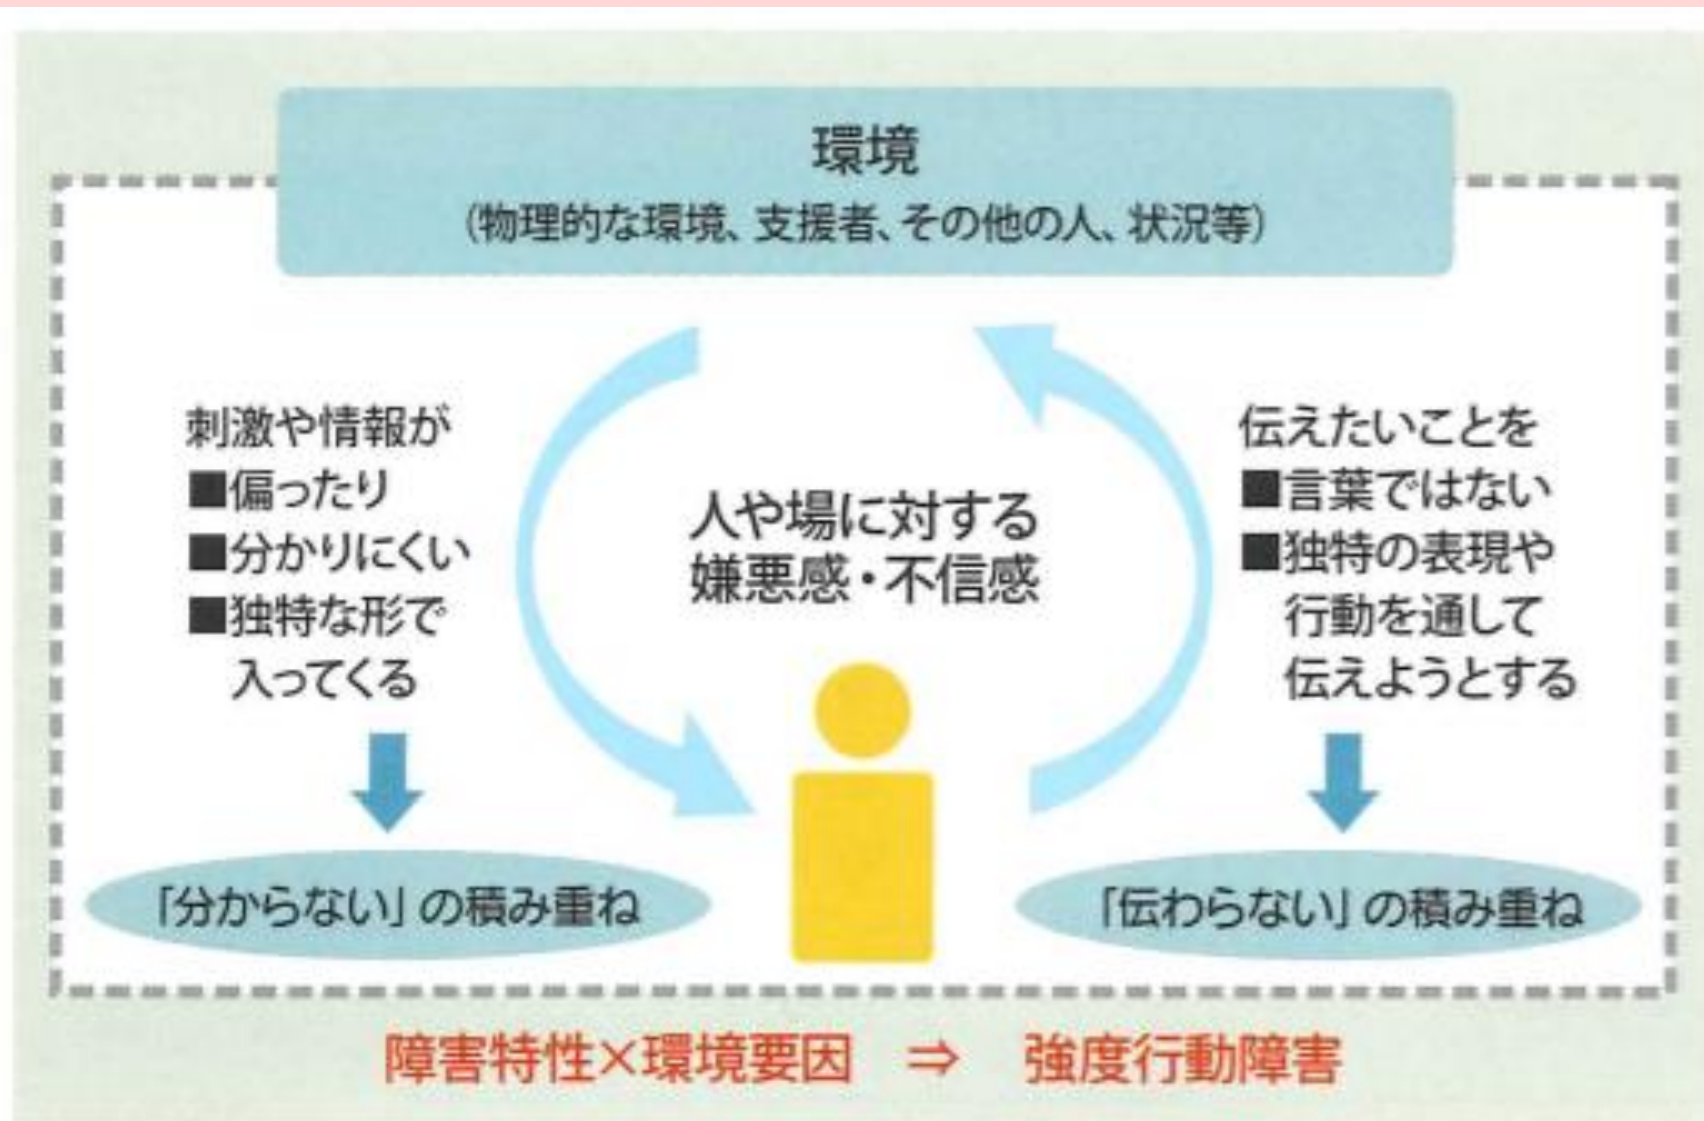 環境
(物理的な環境、支援者、その他の人、状況等)
刺激や情報が
■偏ったり
■分かりにくい
■独特な形で
入ってくる
人や場に対する
嫌悪感・不信感
伝えたいことを
■言葉ではない
■独特の表現や
行動を通して
伝えようとする
「分からない」の積み重ね
「伝わらない」の積み重ね
障害特性×環境要因 ⇒ 強度行動障害